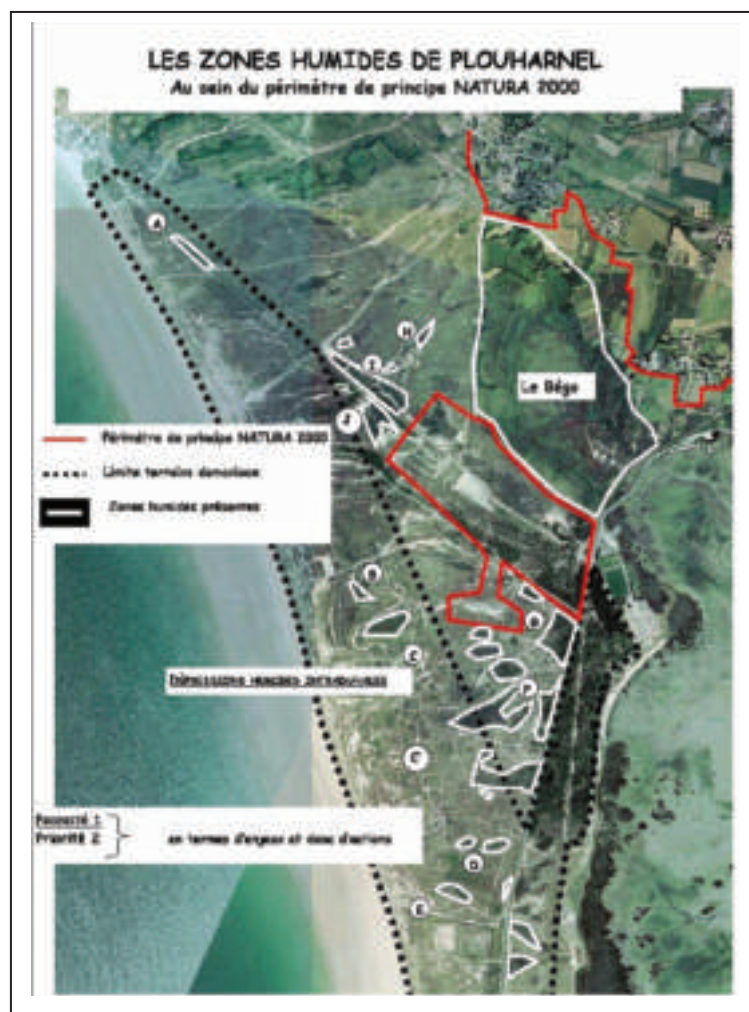 LES ZONES HUMIDES DE PLOUHARNEL
Au sein du périmètre de principe NATURA 2000
A
H
I
Le Bégo
J
Périmètre de principe NATURA 2000
Limite terrains domaniaux
Zones humides présentes
B
C
DÉPRESSIONS HUMIDES INTRADUNALES
F
Priorité 1
Priorité 2
en termes d'enjeux et donc d'actions
D
E